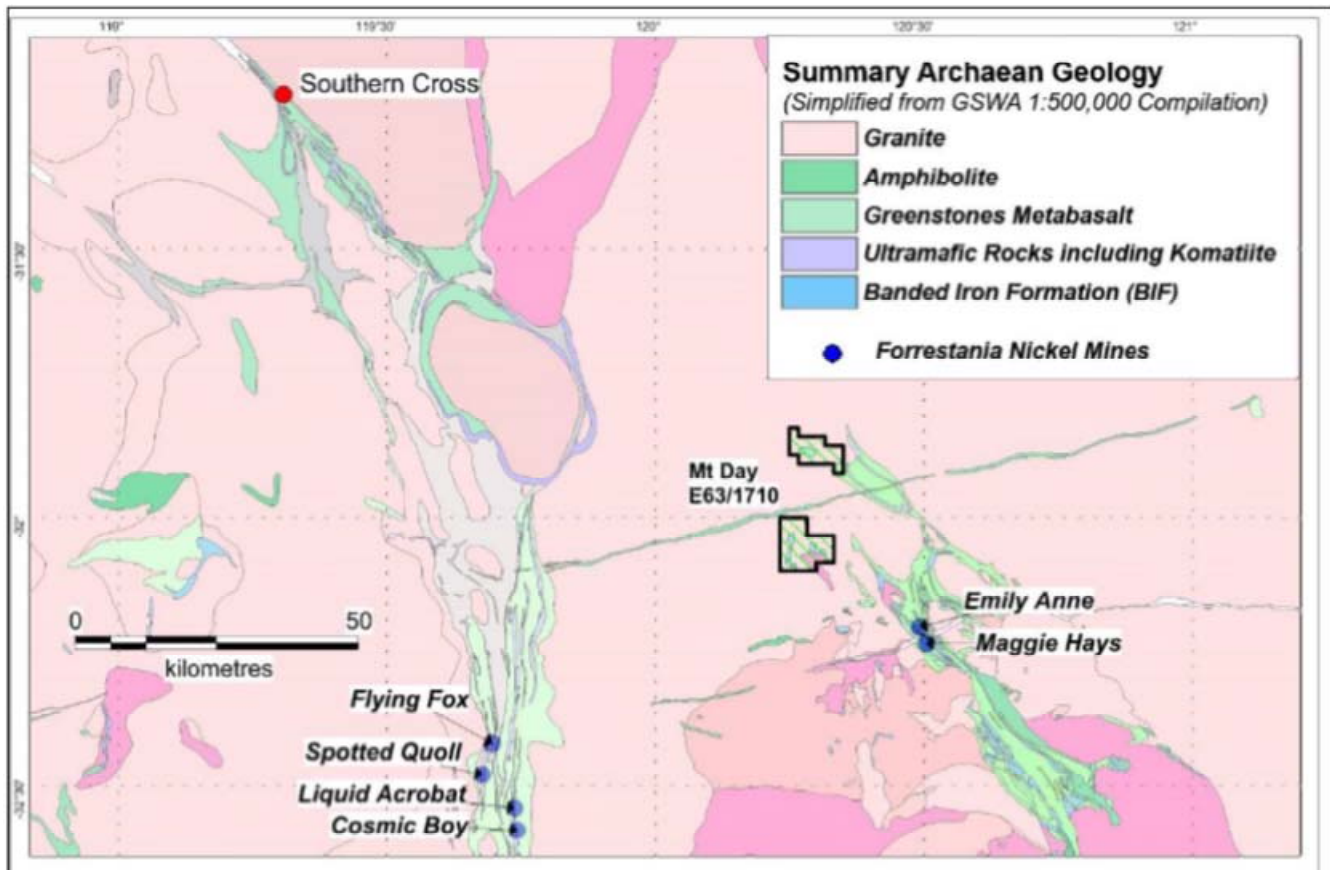 119°
119°30'
120°
120°30'
121°
Southern Cross
Summary Archaean Geology
(Simplified from GSWA 1:500,000 Compilation)
Granite
Amphibolite
Greenstones Metabasalt
Ultramafic Rocks including Komatiite
Banded Iron Formation (BIF)
Forrestania Nickel Mines
-31°30'
Mt Day
E63/1710
-32°
Emily Anne
Maggie Hays
0
50
kilometres
Flying Fox
Spotted Quoll
Liquid Acrobat
Cosmic Boy
-32°30'